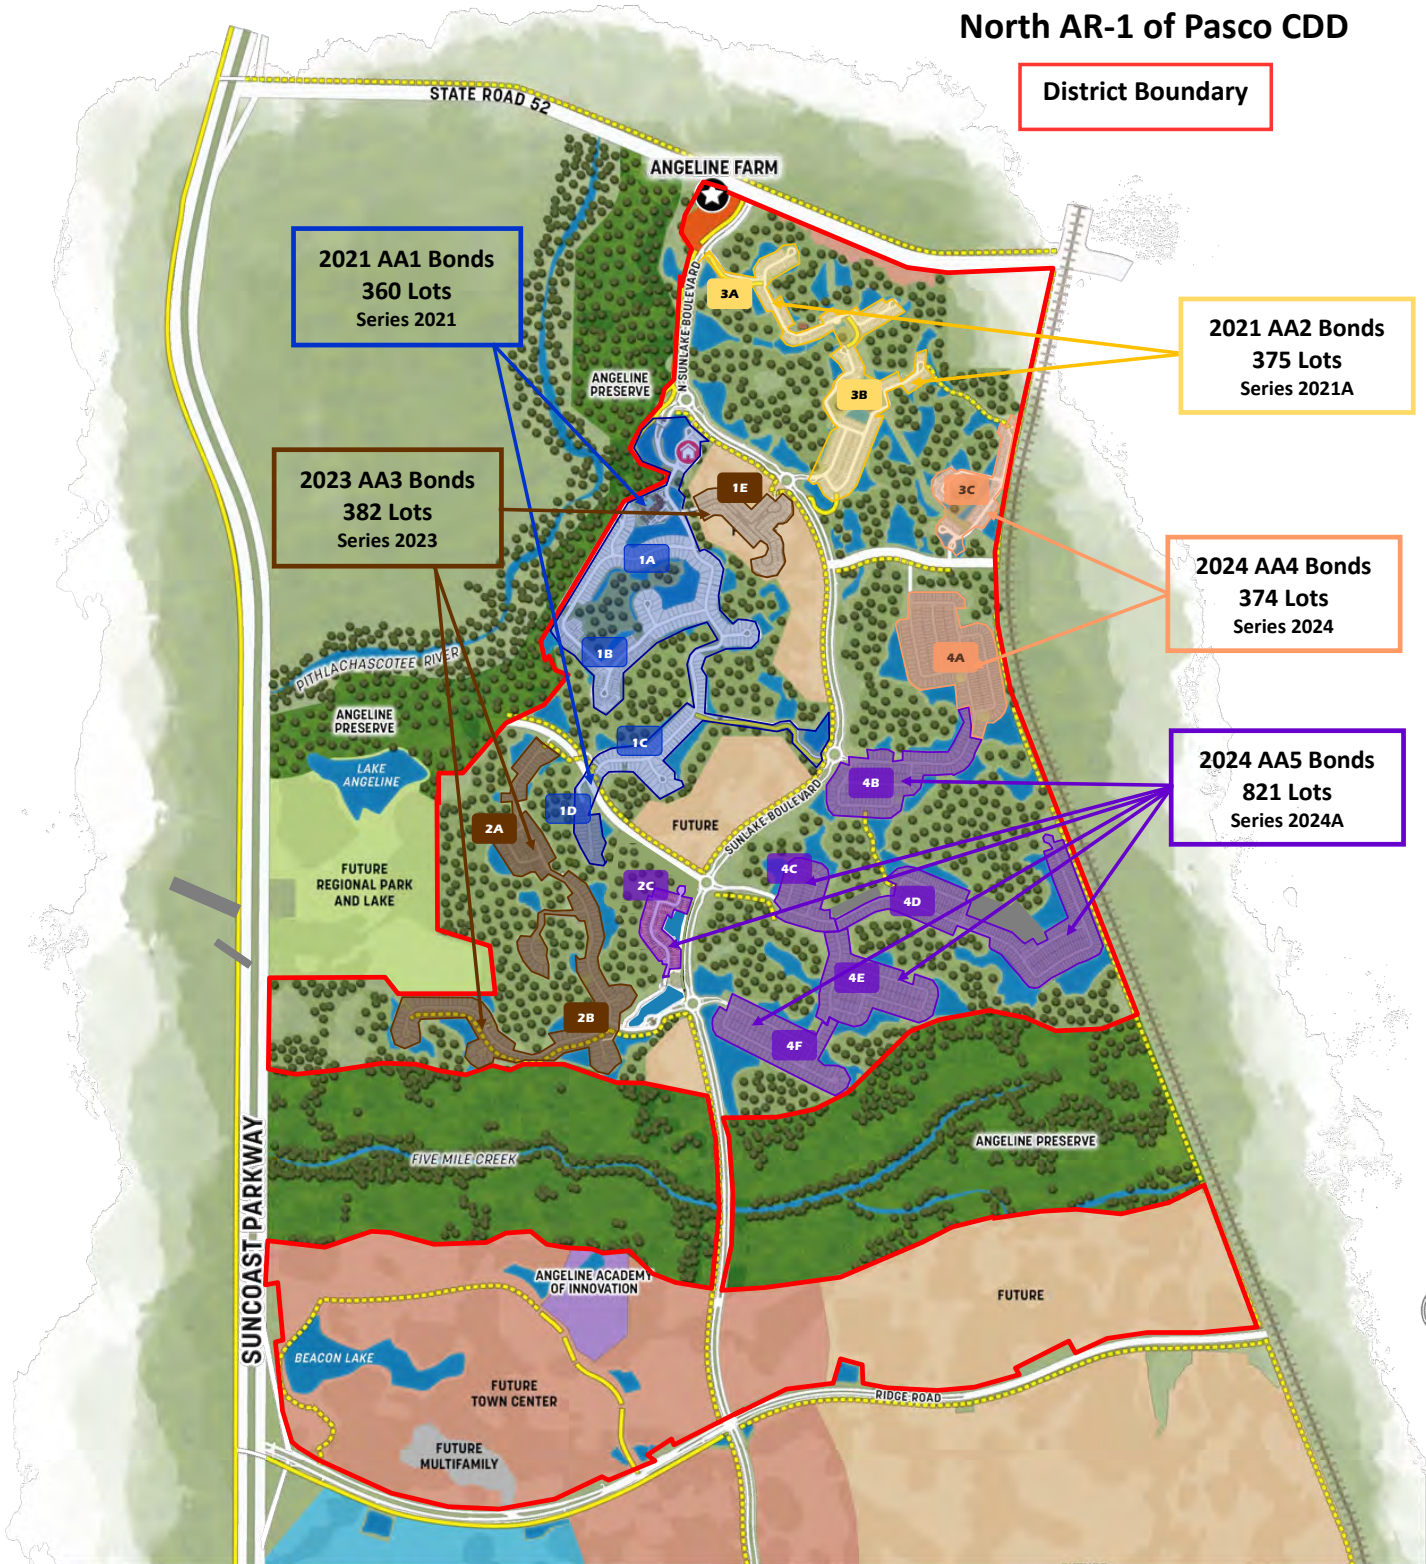 North AR-1 of Pasco CDD
District Boundary
STATE ROAD 52
ANGELINE FARM
2021 AA1 Bonds
360 Lots
Series 2021
N SUNLAKE BOULEVARD
3A
2021 AA2 Bonds
375 Lots
Series 2021A
ANGELINE
PRESERVE
3B
2023 AA3 Bonds
382 Lots
Series 2023
1E
3C
1A
2024 AA4 Bonds
374 Lots
Series 2024
1B
4A
PITHLACHASCOTEE RIVER
ANGELINE
PRESERVE
1C
LAKE
ANGELINE
4B
2024 AA5 Bonds
821 Lots
Series 2024A
1D
2A
FUTURE
SUNLAKE BOULEVARD
FUTURE
REGIONAL PARK
AND LAKE
2C
4C
4D
4E
2B
4F
SUNCOAST PARKWAY
FIVE MILE CREEK
ANGELINE PRESERVE
ANGELINE ACADEMY
OF INNOVATION
FUTURE
BEACON LAKE
FUTURE
TOWN CENTER
RIDGE ROAD
FUTURE
MULTIFAMILY